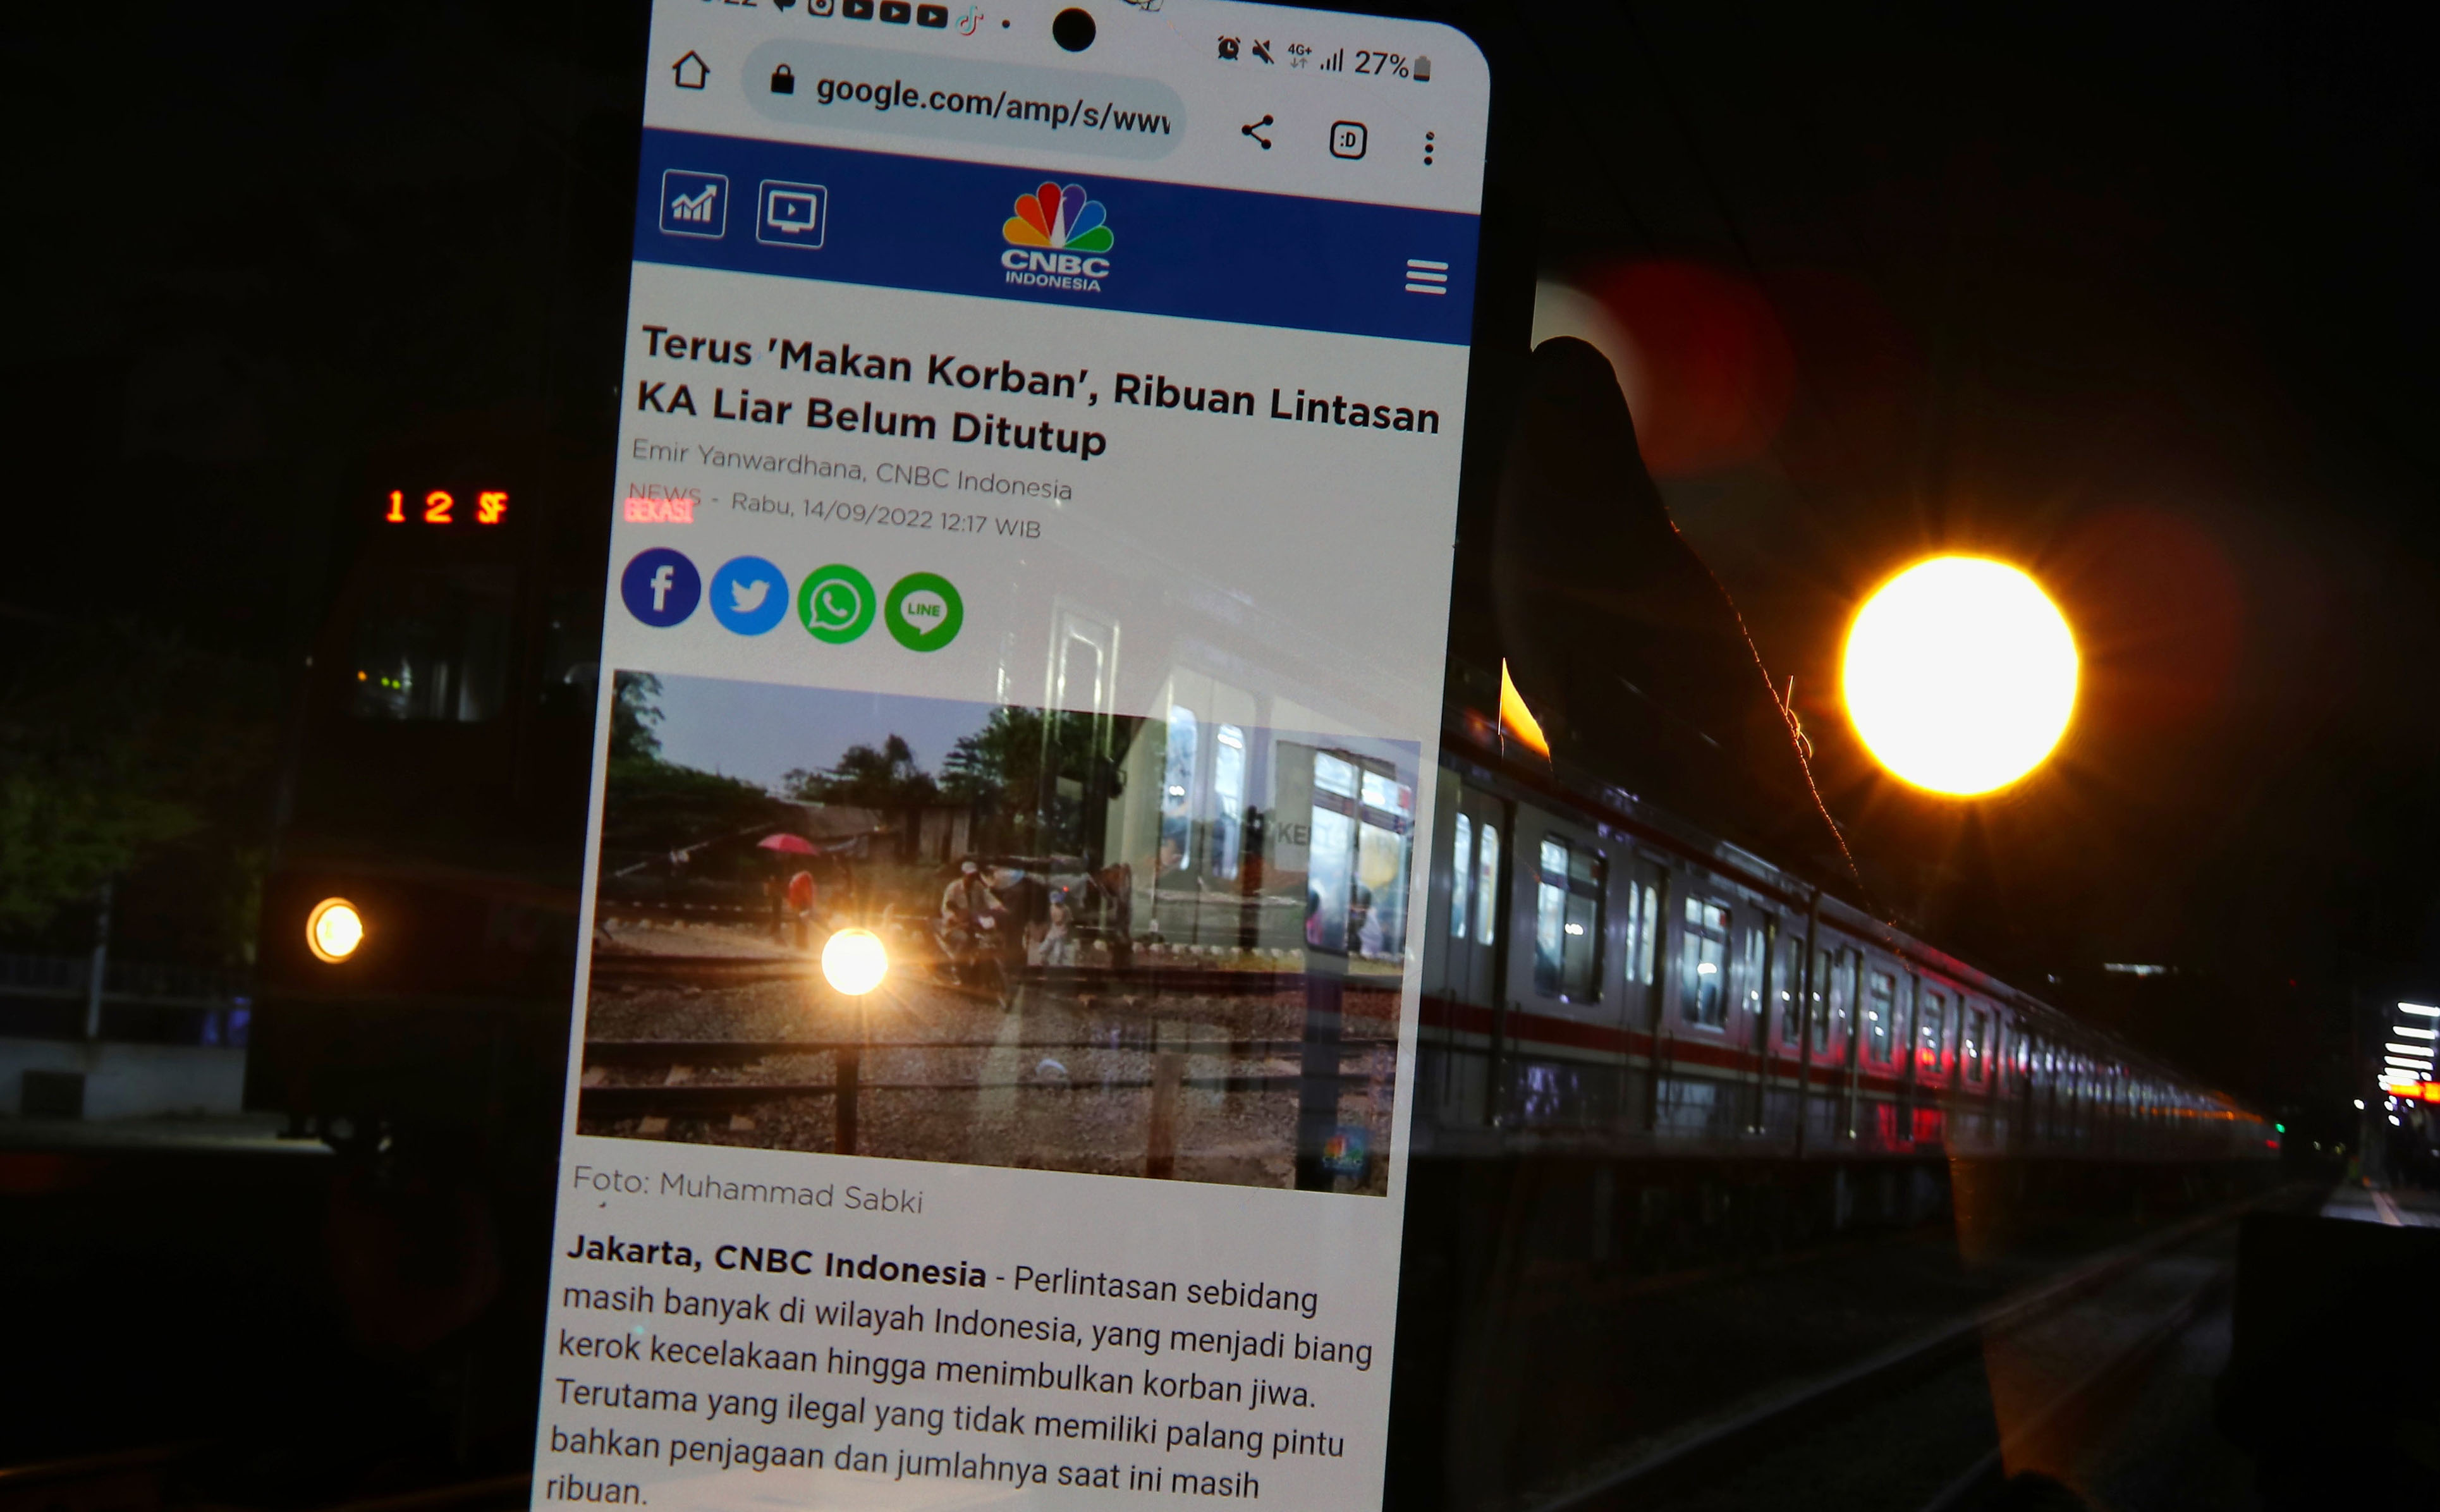 27%
4G+
google.com/amp/s/www
:D
CNBC
INDONESIA
Terus 'Makan Korban', Ribuan Lintasan
KA Liar Belum Ditutup
Emir Yanwardhana, CNBC Indonesia
NEWS - Rabu, 14/09/2022 12:17 WIB
BEKASI
12 SF
LINE
Foto: Muhammad Sabki
Jakarta, CNBC Indonesia - Perlintasan sebidang
masih banyak di wilayah Indonesia, yang menjadi biang
kerok kecelakaan hingga menimbulkan korban jiwa.
Terutama yang ilegal yang tidak memiliki palang pintu
bahkan penjagaan dan jumlahnya saat ini masih
ribuan.